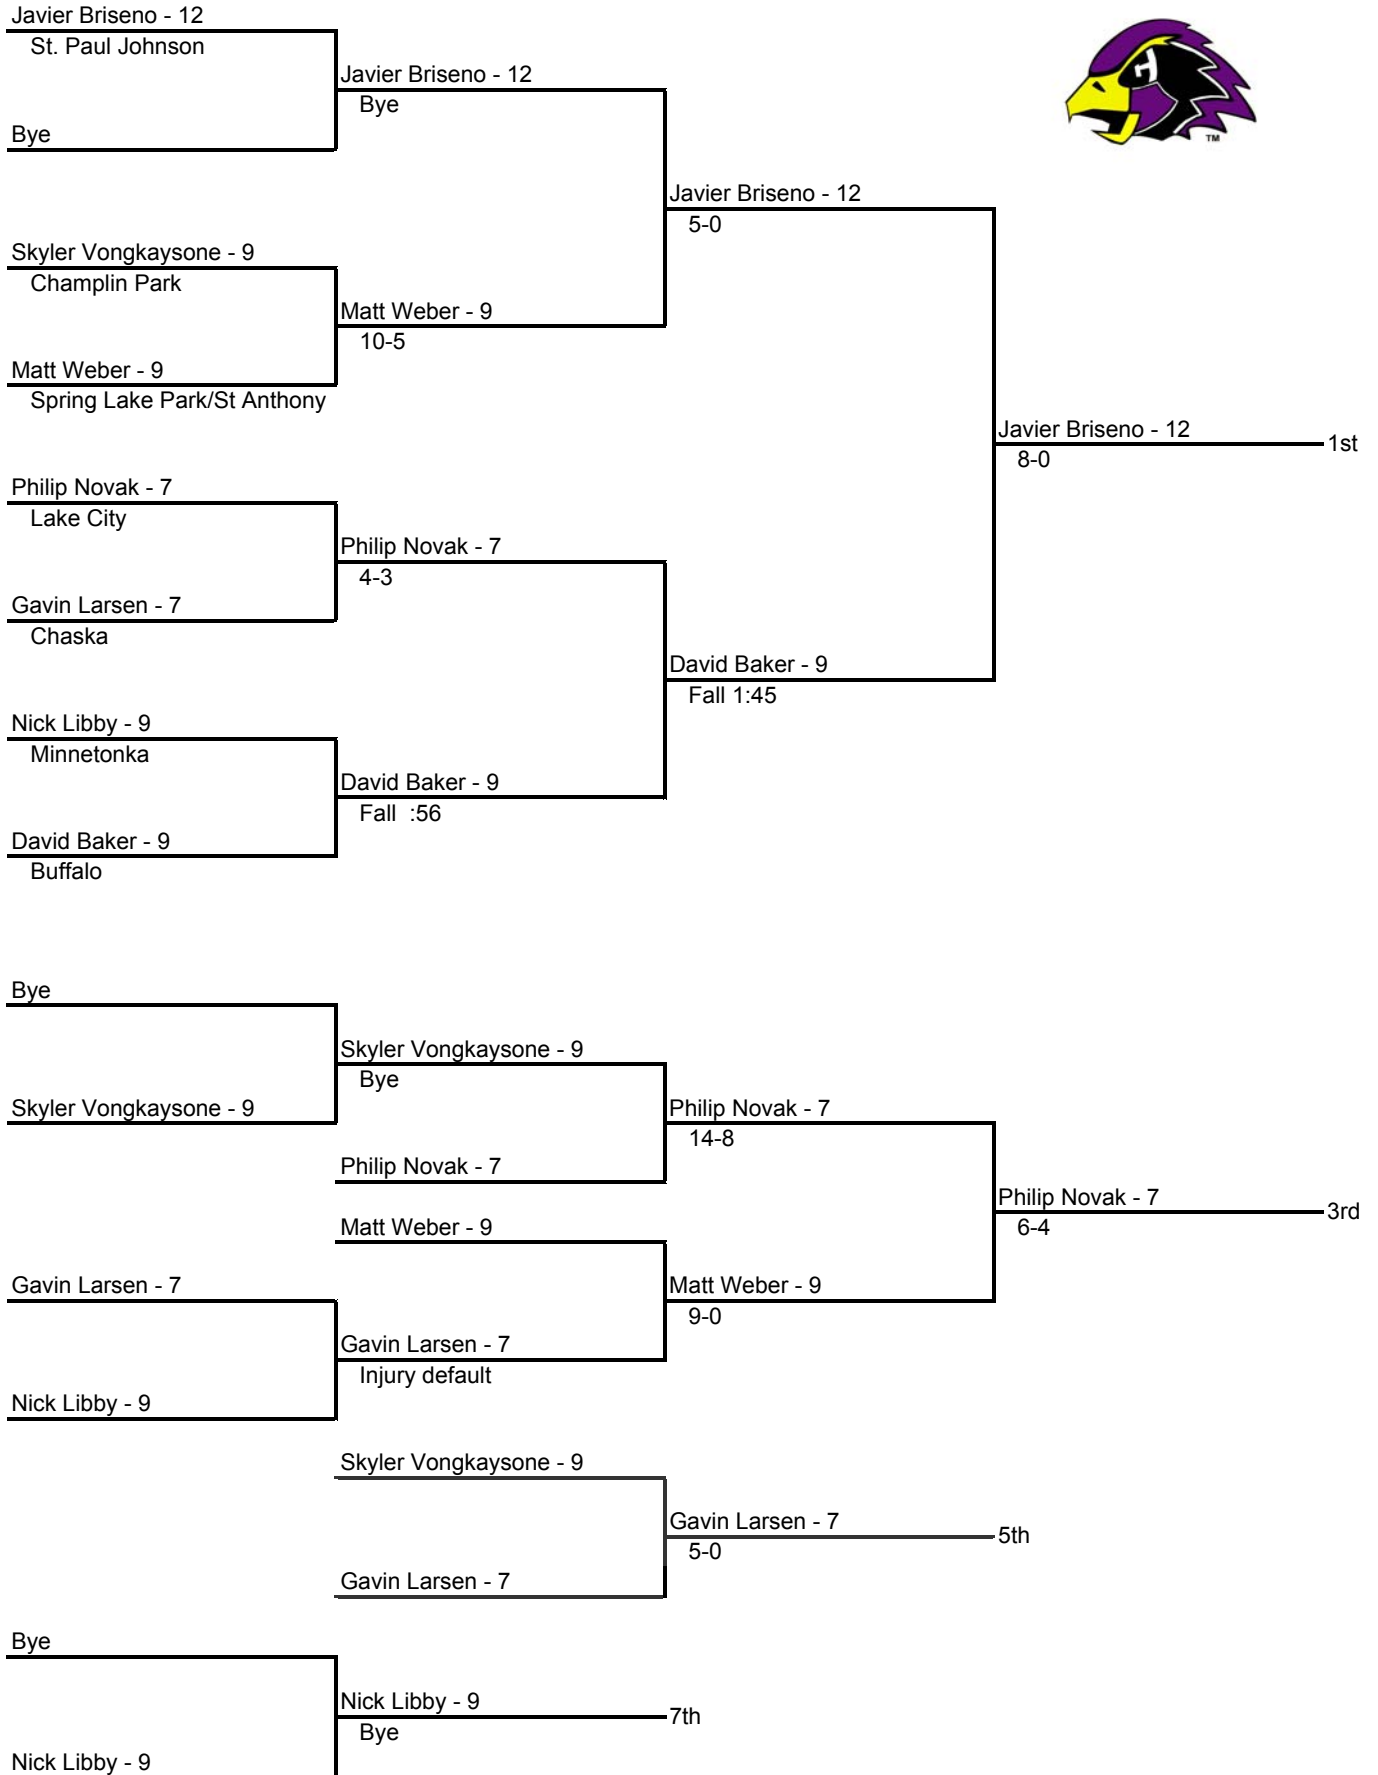 Javier Briseno - 12
St. Paul Johnson
Javier Briseno - 12
Bye
Bye
TM
Javier Briseno - 12
5-0
Skyler Vongkaysone - 9
Champlin Park
Matt Weber - 9
10-5
Matt Weber - 9
Spring Lake Park/St Anthony
Javier Briseno - 12
1st
8-0
Philip Novak - 7
Lake City
Philip Novak - 7
4-3
Gavin Larsen - 7
Chaska
David Baker - 9
Fall 1:45
Nick Libby - 9
Minnetonka
David Baker - 9
Fall  :56
David Baker - 9
Buffalo
Bye
Skyler Vongkaysone - 9
Bye
Skyler Vongkaysone - 9
Philip Novak - 7
14-8
Philip Novak - 7
Philip Novak - 7
3rd
6-4
Matt Weber - 9
Gavin Larsen - 7
Matt Weber - 9
9-0
Gavin Larsen - 7
Injury default
Nick Libby - 9
Skyler Vongkaysone - 9
Gavin Larsen - 7
5th
5-0
Gavin Larsen - 7
Bye
Nick Libby - 9
7th
Bye
Nick Libby - 9